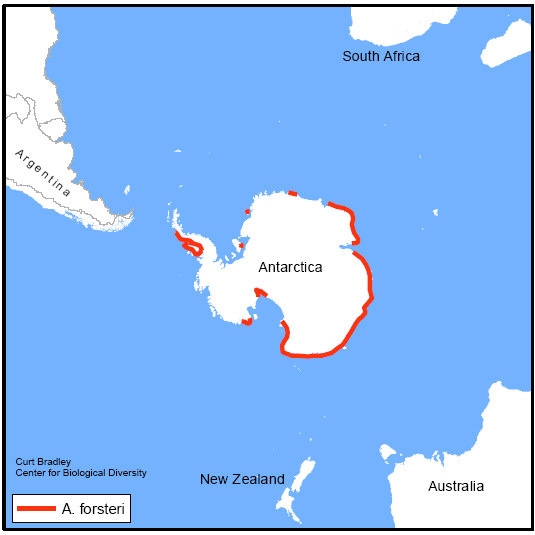 South Africa
Argentina
Antarctica
Curt Bradley
Center for Biological Diversity
New Zealand
Australia
A. forsteri